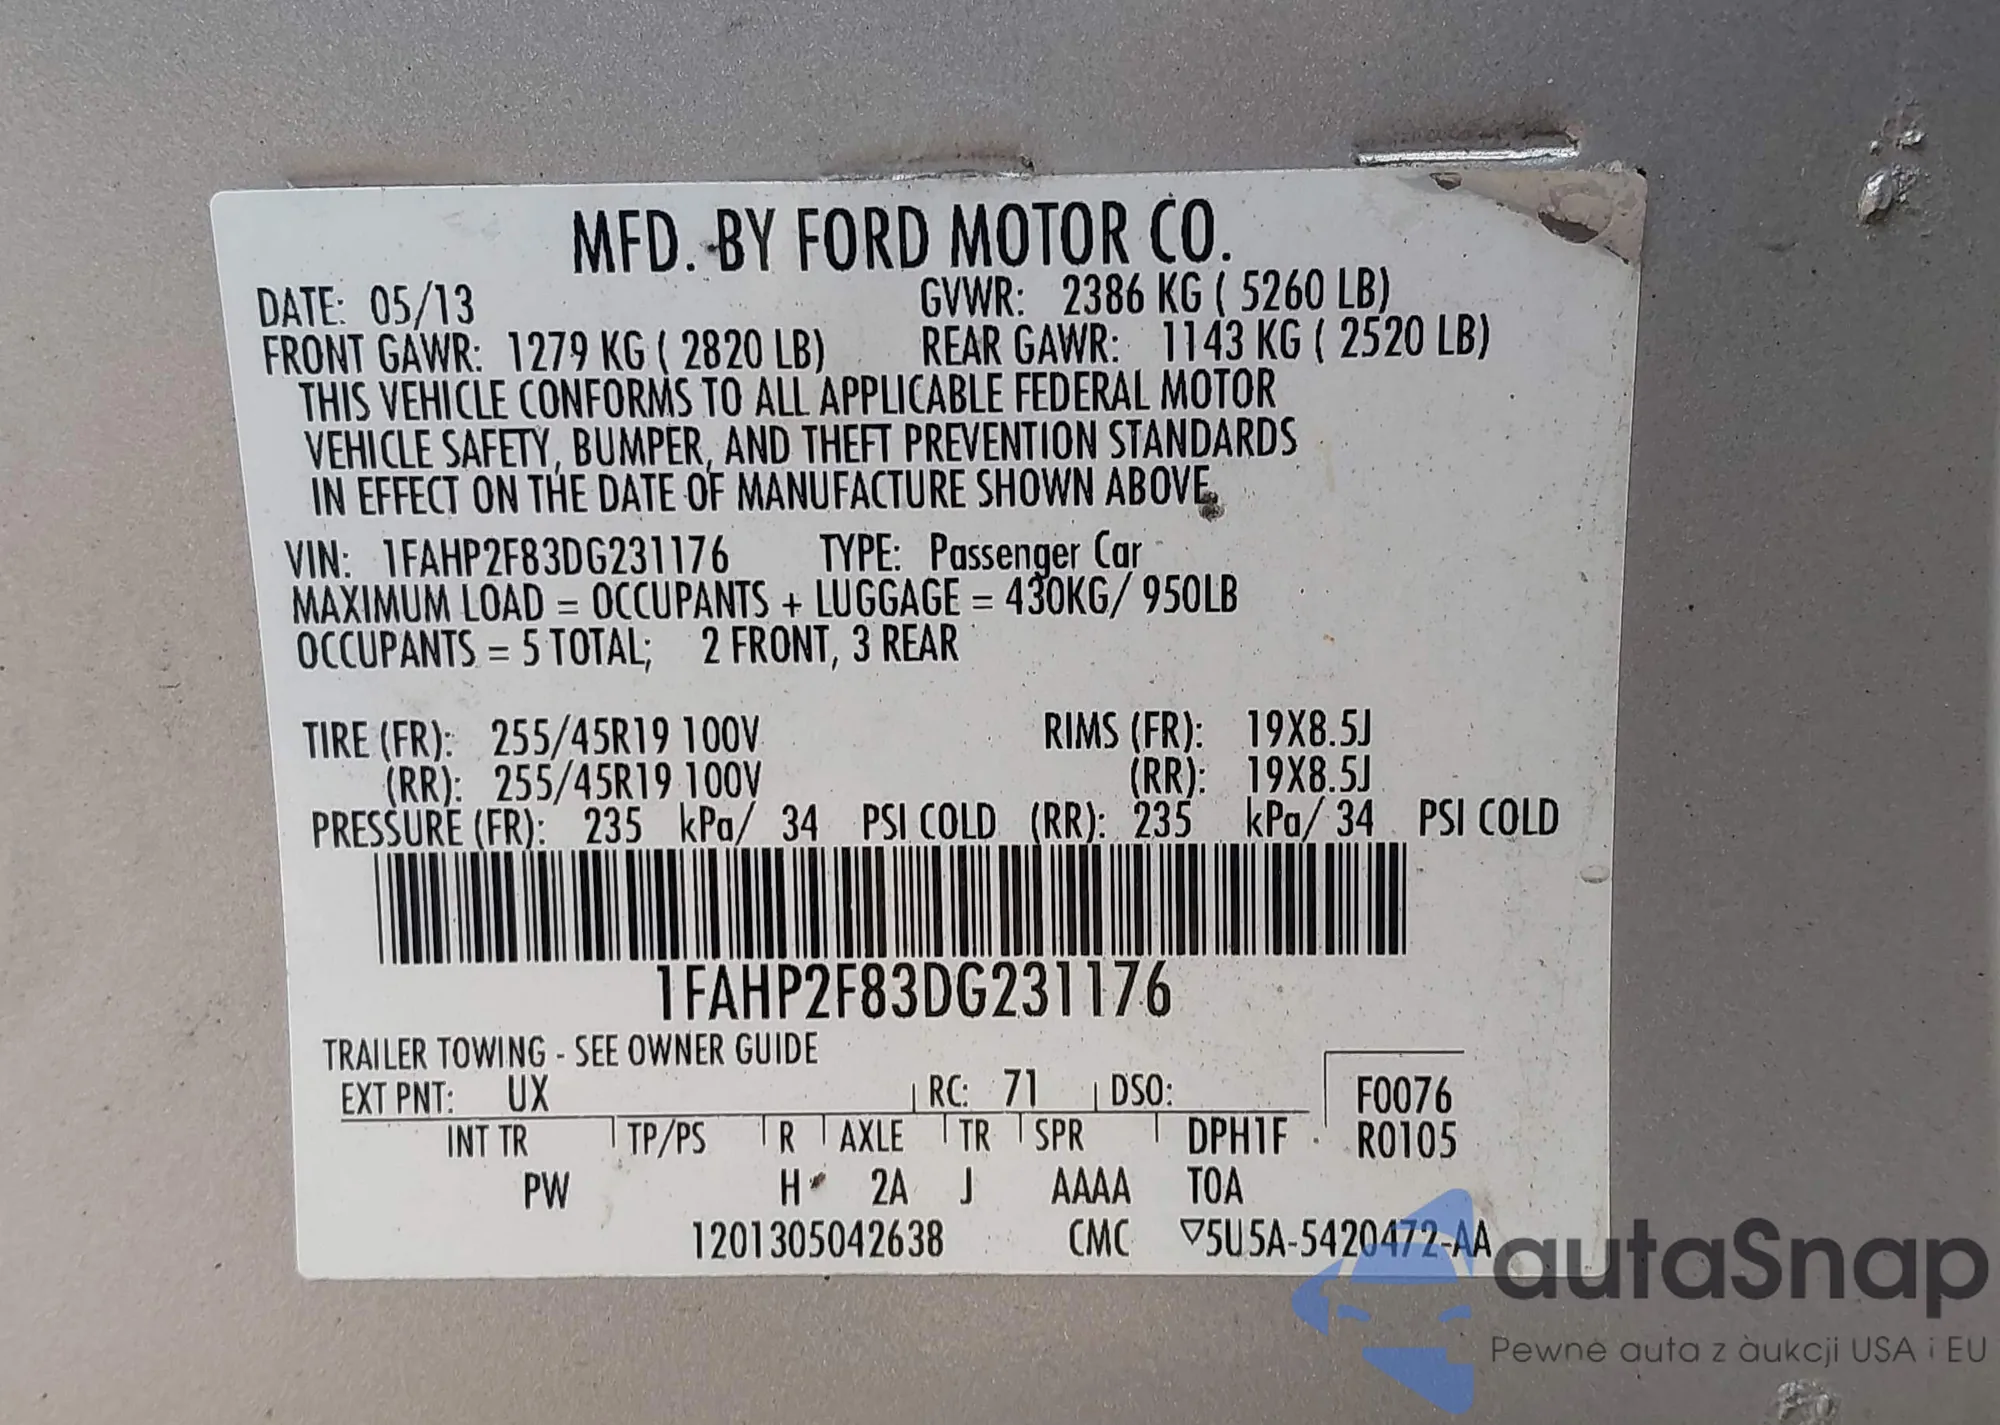 MFD. BY FORD MOTOR CO.
DATE: 05/13 GVWR: 2386 KG ( 5260 LB)
FRONT GAWR: 1279 KG ( 2820 LB) REAR GAWR: 1143 KG ( 2520 LB)
THIS VEHICLE CONFORMS TO ALL APPLICABLE FEDERAL MOTOR
VEHICLE SAFETY, BUMPER, AND THEFT PREVENTION STANDARDS
IN EFFECT ON THE DATE OF MANUFACTURE SHOWN ABOVE.
VIN: 1FAHP2F83DG231176 TYPE: Passenger Car
MAXIMUM LOAD = OCCUPANTS + LUGGAGE = 430KG/ 950LB
OCCUPANTS = 5 TOTAL; 2 FRONT, 3 REAR
TIRE (FR): 255/45R19 100V RIMS (FR): 19X8.5J
(RR): 255/45R19 100V (RR): 19X8.5J
PRESSURE (FR): 235 kPa/ 34 PSI COLD (RR): 235 kPa/ 34 PSI COLD
1FAHP2F83DG231176
TRAILER TOWING - SEE OWNER GUIDE
EXT PNT: UX RC: 71 DSO: F0076
INT TR TP/PS R AXLE TR SPR DPH1F R0105
PW H 2A J AAAA TOA
1201305042638 CMC ▽5U5A-5420472-AA
autaSnap
Pewne auta z aukcji USA i EU